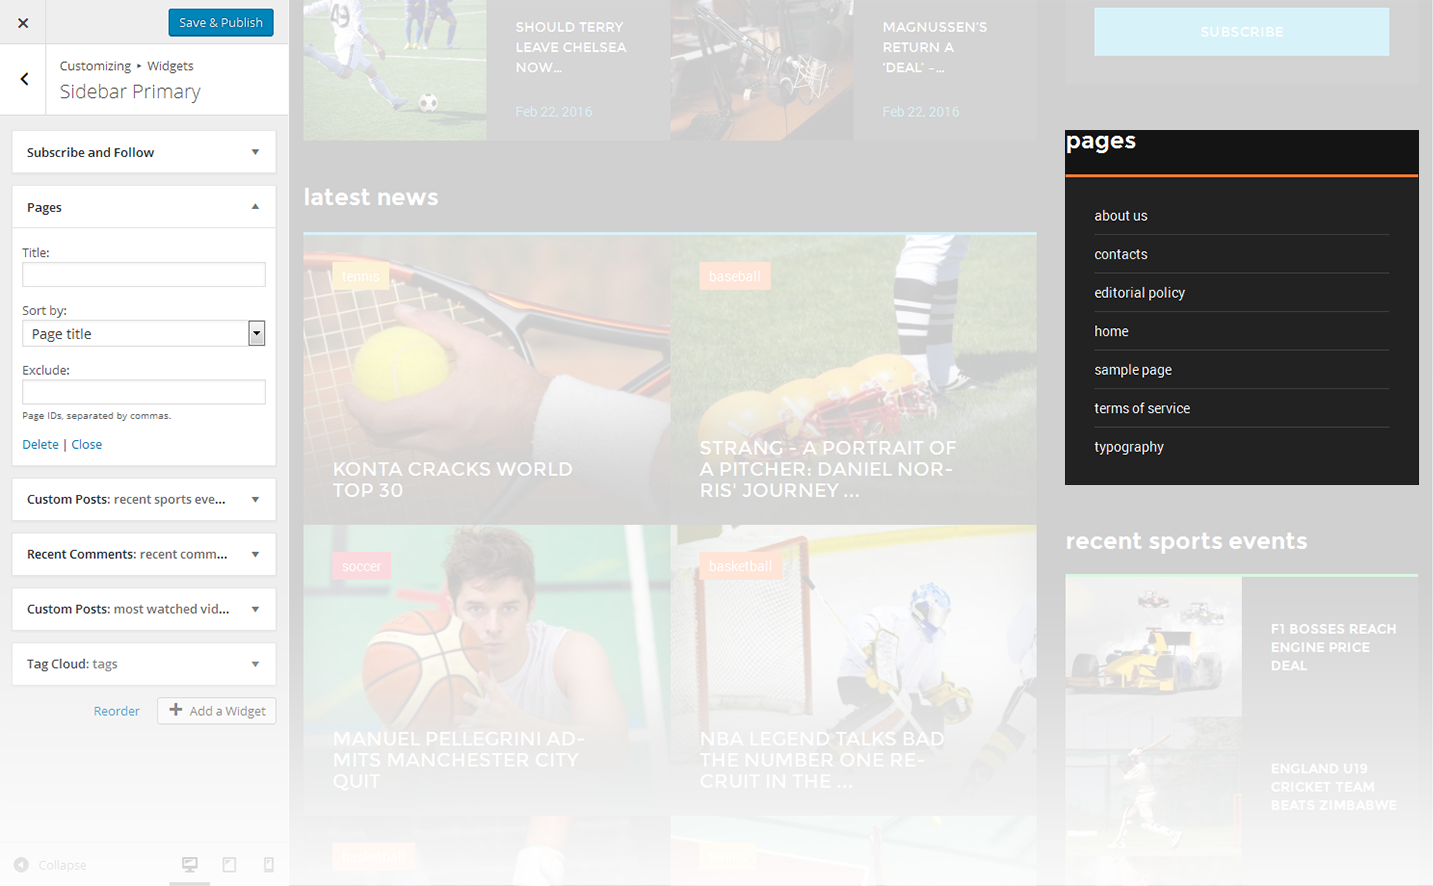 Save & Publish
Customizing ▸ Widgets
Sidebar Primary
Subscribe and Follow
Pages
Title:
Sort by:
Page title
Exclude:
Page IDs, separated by commas.
Delete | Close
Custom Posts: recent sports eve...
Recent Comments: recent comm...
Custom Posts: most watched vid...
Tag Cloud: tags
Reorder
Add a Widget
Collapse
SHOULD TERRY
LEAVE CHELSEA
NOW...
Feb 22, 2016
MAGNUSSEN'S
RETURN A
'DEAL' -...
Feb 22, 2016
latest news
tennis
KONTA CRACKS WORLD
TOP 30
baseball
STRANG - A PORTRAIT OF
A PITCHER: DANIEL NOR-
RIS' JOURNEY ...
soccer
MANUEL PELLEGRINI AD-
MITS MANCHESTER CITY
QUIT
basketball
NBA LEGEND TALKS BAD
THE NUMBER ONE RE-
CRUIT IN THE ...
SUBSCRIBE
pages
about us
contacts
editorial policy
home
sample page
terms of service
typography
recent sports events
F1 BOSSES REACH
ENGINE PRICE
DEAL
ENGLAND U19
CRICKET TEAM
BEATS ZIMBABWE